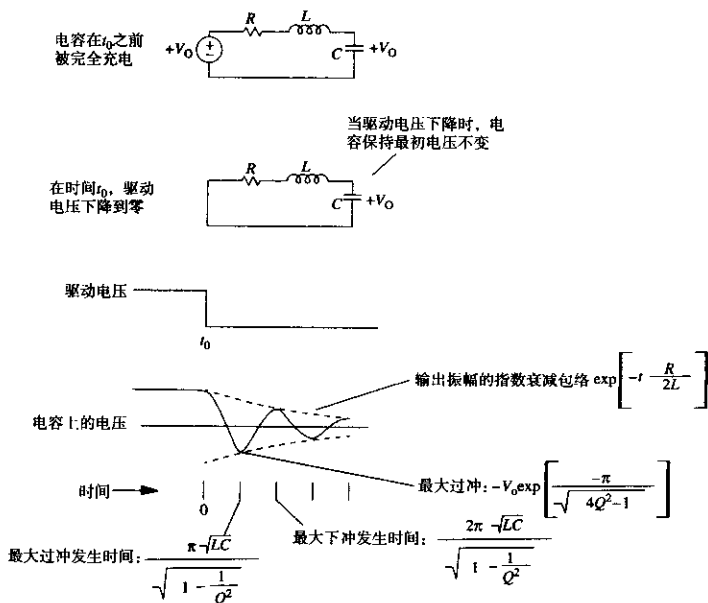 电容在t₀之前
被完全充电
+V_O
R
L
C
+V_O
当驱动电压下降时，电
容保持最初电压不变
在时间t₀，驱动
电压下降到零
R
L
C
+V_O
驱动电压
t₀
输出振幅的指数衰减包络 exp[-t R/2L]
电容上的电压
最大过冲：-V₀exp[-π/√(4Q²-1)]
时间
0
最大过冲发生时间：π√(LC)/√(1 - 1/Q²)
最大下冲发生时间：2π√(LC)/√(1 - 1/Q²)